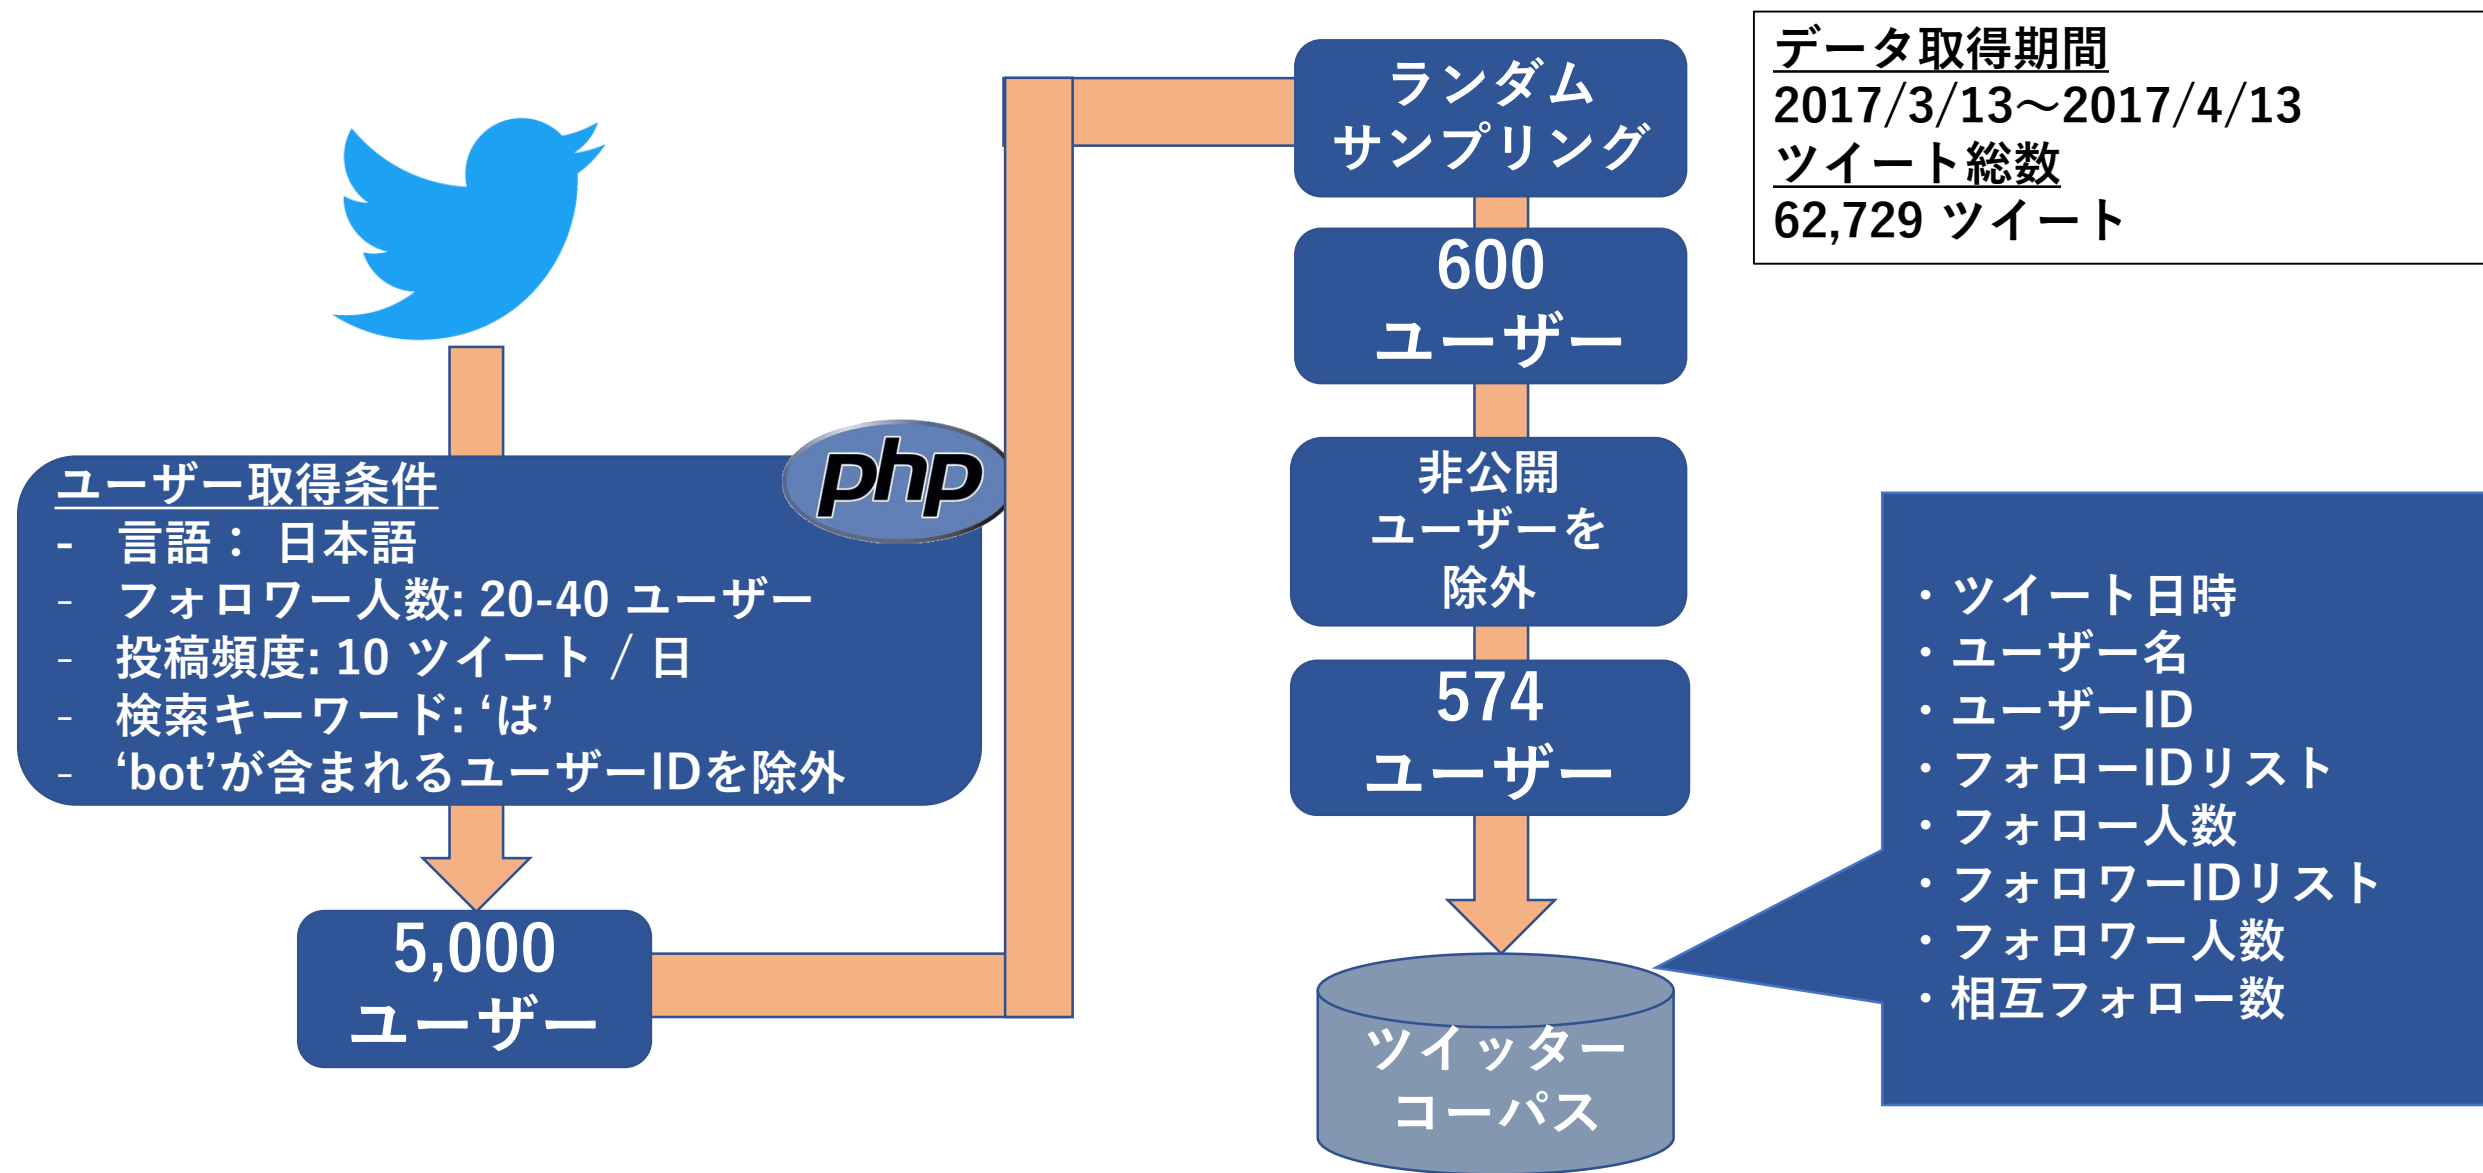 php
ユーザー取得条件
- 言語： 日本語
- フォロワー人数: 20-40 ユーザー
- 投稿頻度: 10 ツイート / 日
- 検索キーワード: ‘は’
- ‘bot’が含まれるユーザーIDを除外
5,000
ユーザー
ランダム
サンプリング
600
ユーザー
非公開
ユーザーを
除外
574
ユーザー
ツイッター
コーパス
データ取得期間
2017/3/13～2017/4/13
ツイート総数
62,729 ツイート
・ツイート日時
・ユーザー名
・ユーザーID
・フォローIDリスト
・フォロー人数
・フォロワーIDリスト
・フォロワー人数
・相互フォロー数